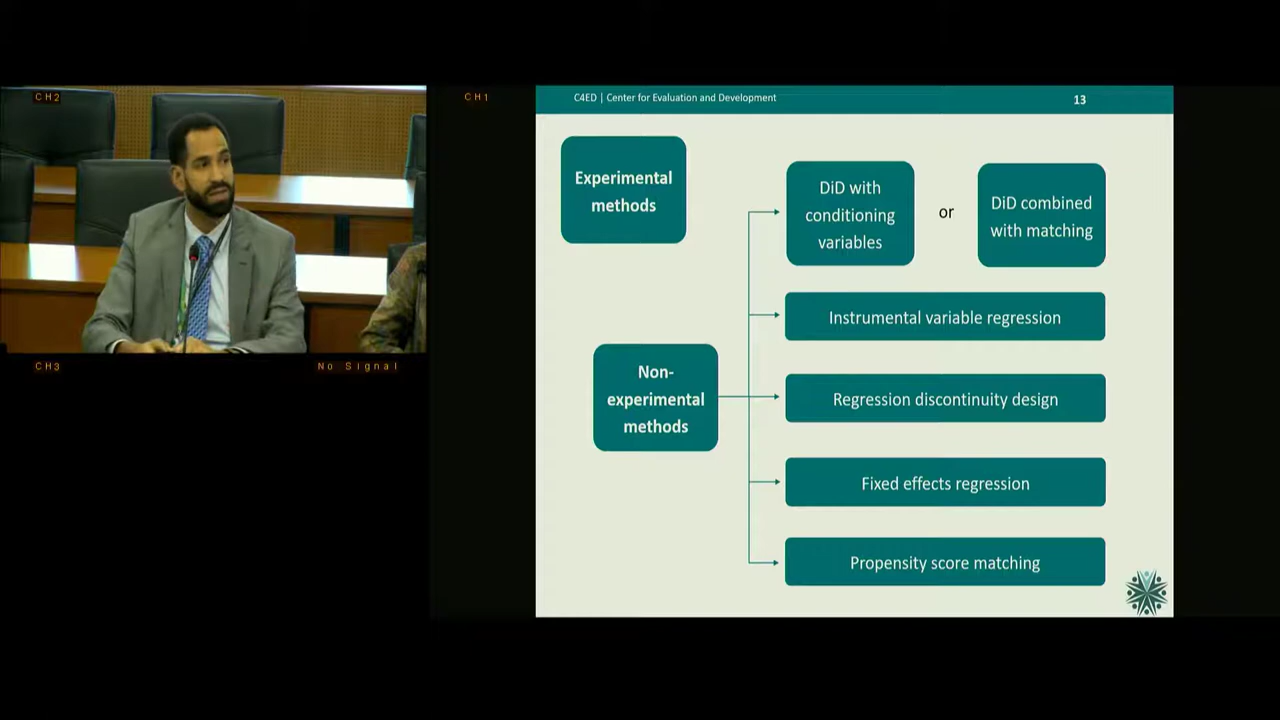 CH2
CH1
C4ED | Center for Evaluation and Development
13
Experimental
methods
DiD with
conditioning
variables
or
DiD combined
with matching
Instrumental variable regression
Non-
experimental
methods
Regression discontinuity design
Fixed effects regression
Propensity score matching
CH3
No Signal